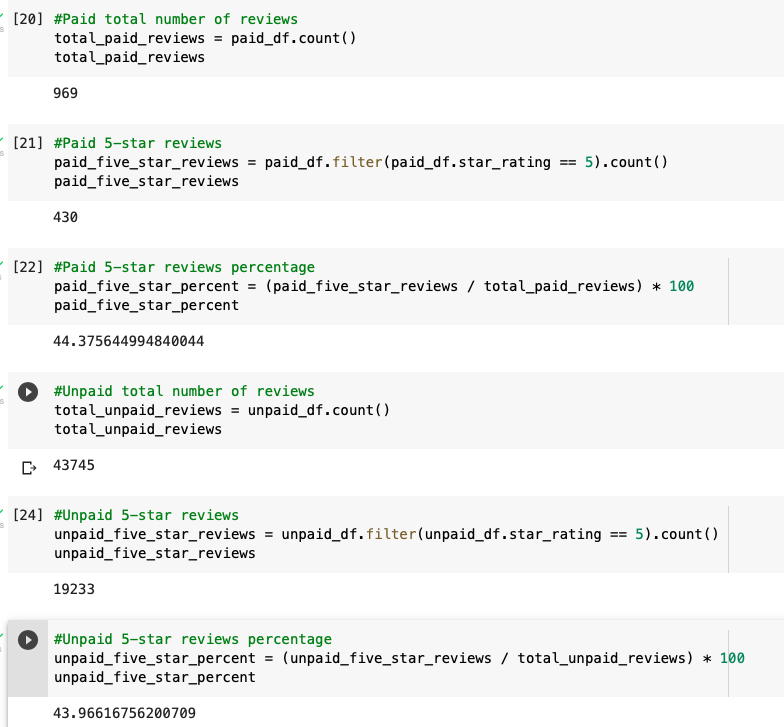 [20] #Paid total number of reviews
total_paid_reviews = paid_df.count()
total_paid_reviews
969
[21] #Paid 5-star reviews
paid_five_star_reviews = paid_df.filter(paid_df.star_rating == 5).count()
paid_five_star_reviews
430
[22] #Paid 5-star reviews percentage
paid_five_star_percent = (paid_five_star_reviews / total_paid_reviews) * 100
paid_five_star_percent
44.375644994840044
#Unpaid total number of reviews
total_unpaid_reviews = unpaid_df.count()
total_unpaid_reviews
43745
[24] #Unpaid 5-star reviews
unpaid_five_star_reviews = unpaid_df.filter(unpaid_df.star_rating == 5).count()
unpaid_five_star_reviews
19233
#Unpaid 5-star reviews percentage
unpaid_five_star_percent = (unpaid_five_star_reviews / total_unpaid_reviews) * 100
unpaid_five_star_percent
43.96616756200709